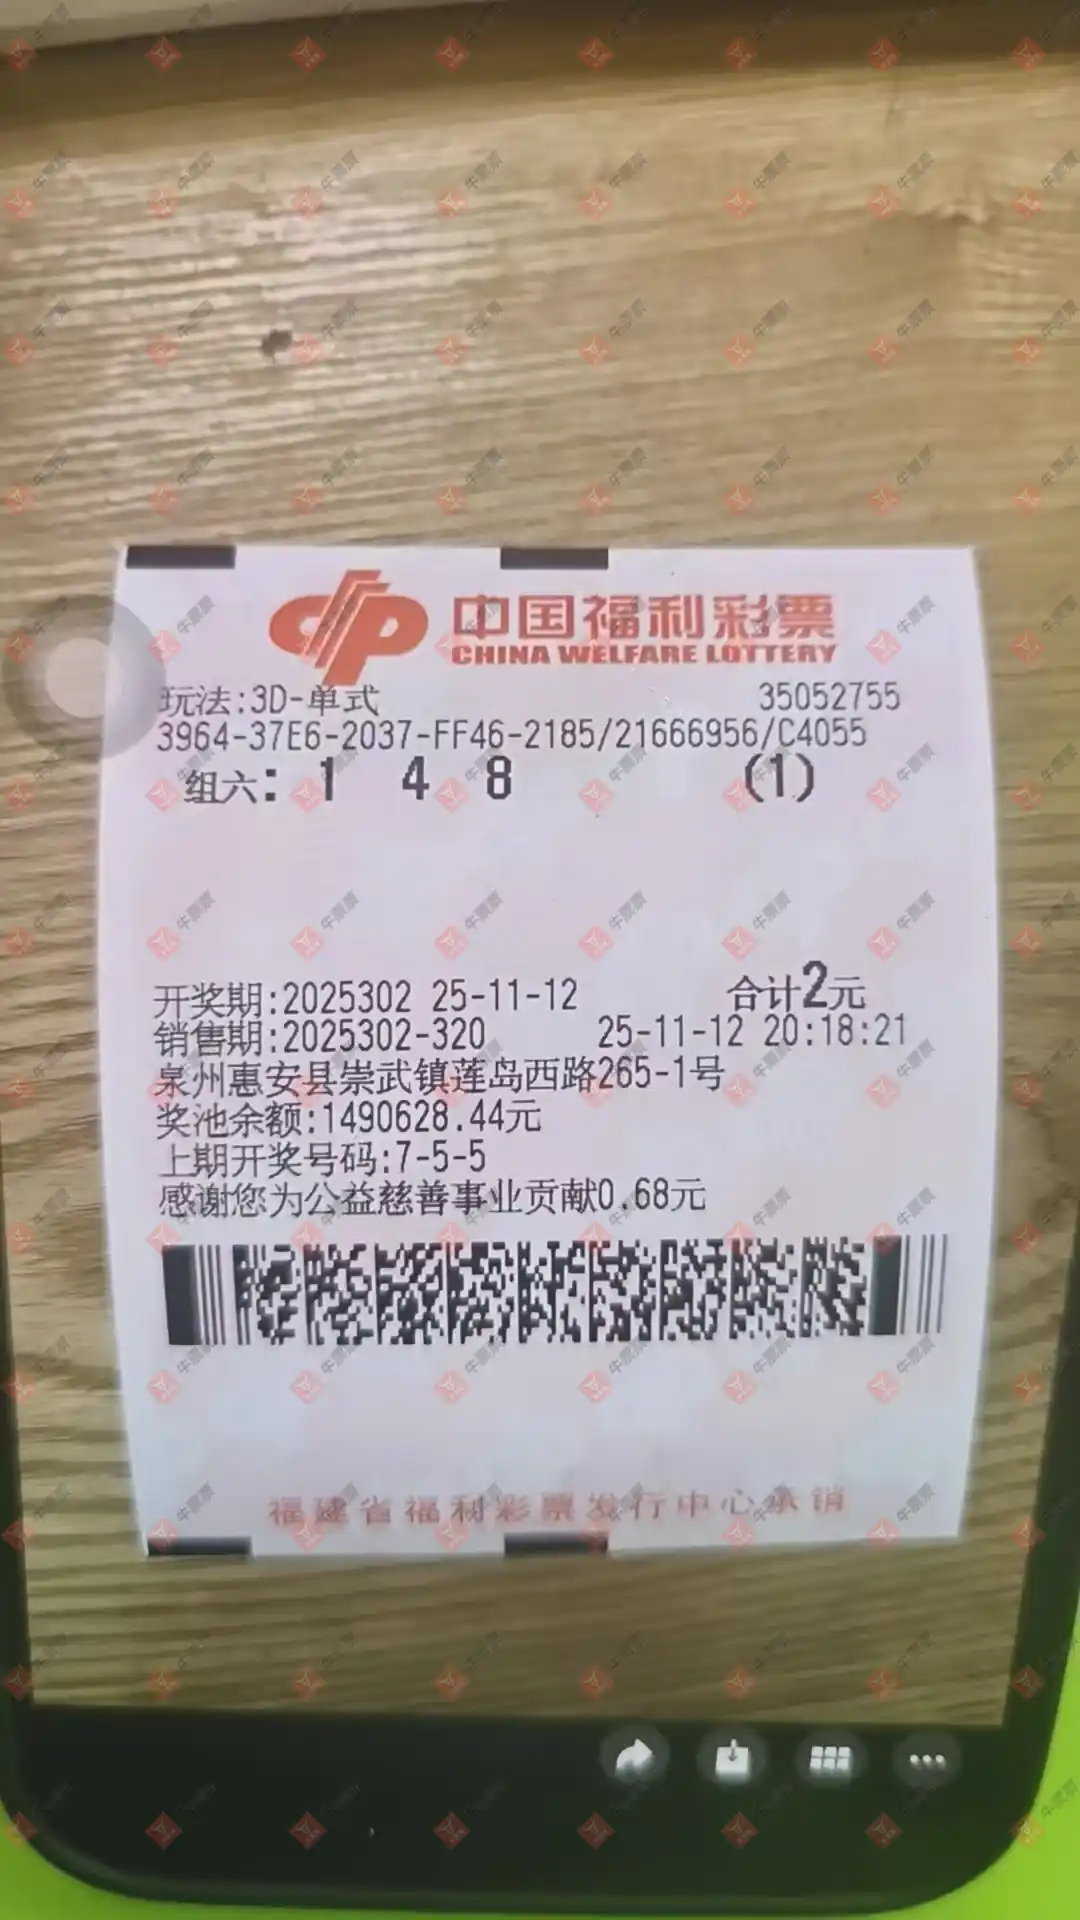 中国福利彩票
CHINA WELFARE LOTTERY
玩法:3D-单式 35052755
3964-37E6-2037-FF46-2185/21666956/C4055
组六: 1 4 8 (1)
开奖期:2025302 25-11-12 合计2元
销售期:2025302-320 25-11-12 20:18:21
泉州惠安县崇武镇莲岛西路265-1号
奖池余额:1490628.44元
上期开奖号码:7-5-5
感谢您为公益慈善事业贡献0.68元
福建省福利彩票发行中心承销